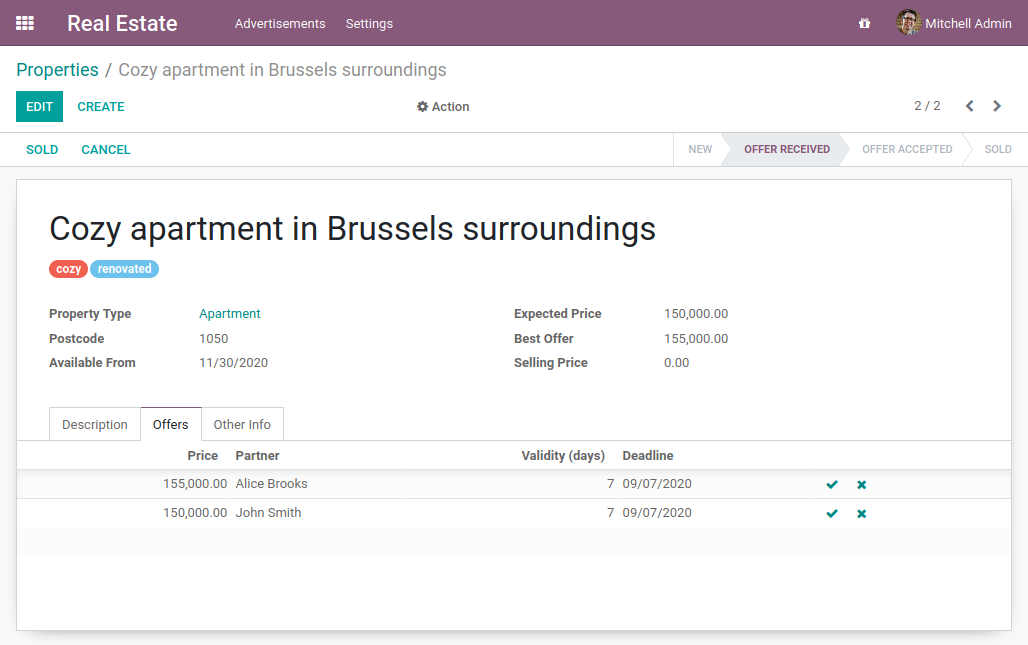 Real Estate Advertisements Settings Mitchell Admin
Properties / Cozy apartment in Brussels surroundings
EDIT CREATE Action 2 / 2
SOLD CANCEL NEW OFFER RECEIVED OFFER ACCEPTED SOLD
Cozy apartment in Brussels surroundings
cozy renovated
Property Type Apartment Expected Price 150,000.00
Postcode 1050 Best Offer 155,000.00
Available From 11/30/2020 Selling Price 0.00
Description Offers Other Info
Price Partner Validity (days) Deadline
155,000.00 Alice Brooks 7 09/07/2020
150,000.00 John Smith 7 09/07/2020